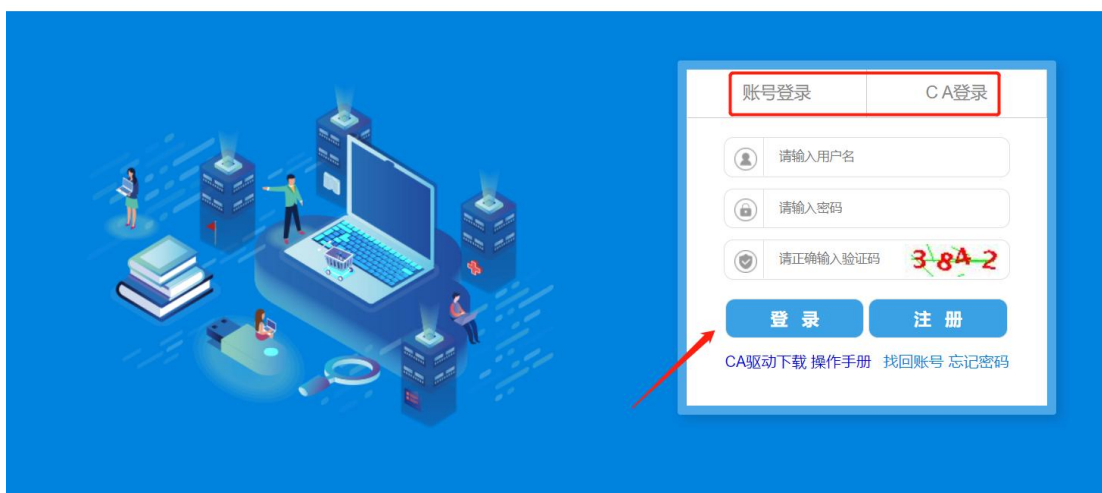 账号登录 CA登录
请输入用户名
请输入密码
请正确输入验证码 3842
登录 注册
CA驱动下载 操作手册 找回账号 忘记密码